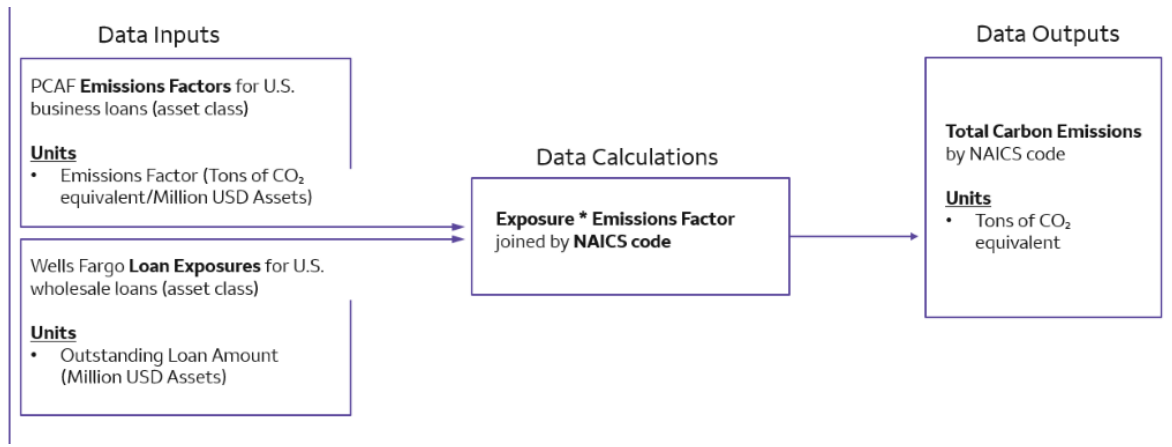 Data Inputs
PCAF Emissions Factors for U.S.
business loans (asset class)
Units
• Emissions Factor (Tons of CO₂
equivalent/Million USD Assets)
Wells Fargo Loan Exposures for U.S.
wholesale loans (asset class)
Units
• Outstanding Loan Amount
(Million USD Assets)
Data Calculations
Exposure * Emissions Factor
joined by NAICS code
Data Outputs
Total Carbon Emissions
by NAICS code
Units
• Tons of CO₂
equivalent